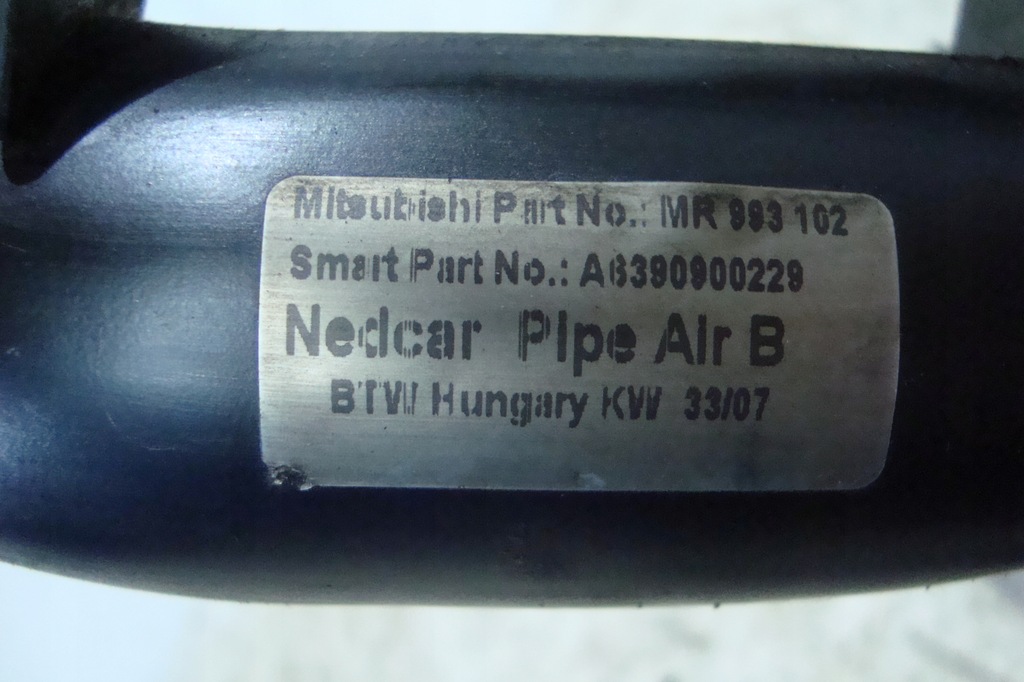 Mitsubishi Part No.: MR 993 102
Smart Part No.: A6390900229
Nedcar Pipe Air B
BTW Hungary KW 33/07